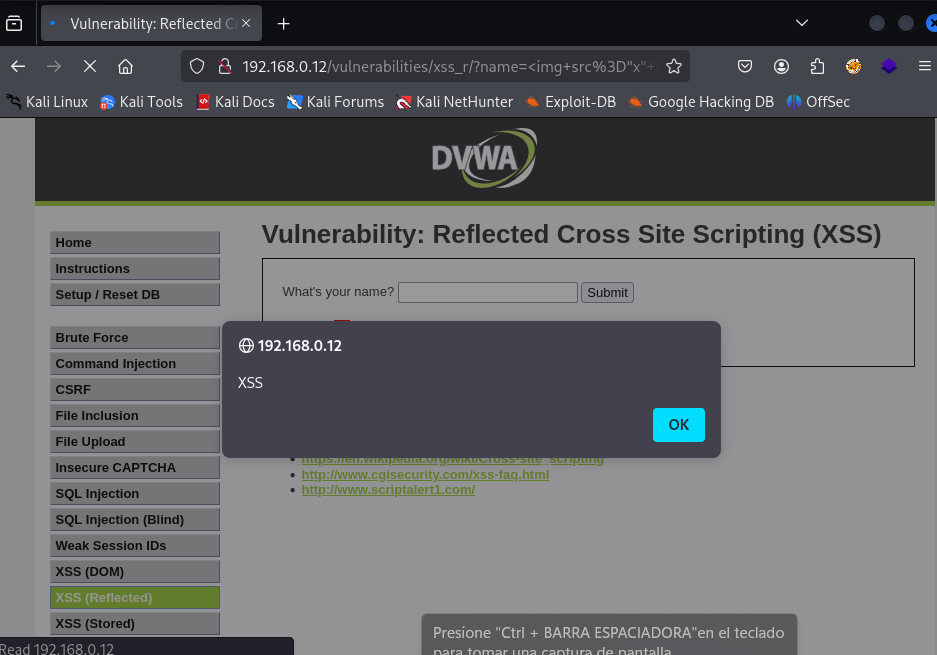 Vulnerability: Reflected C
192.168.0.12/vulnerabilities/xss_r/?name=<img+src%3D"x"+
Kali Linux Kali Tools Kali Docs Kali Forums Kali NetHunter Exploit-DB Google Hacking DB OffSec
DVWA
Vulnerability: Reflected Cross Site Scripting (XSS)
Home
Instructions
Setup / Reset DB
Brute Force
Command Injection
CSRF
File Inclusion
File Upload
Insecure CAPTCHA
SQL Injection
SQL Injection (Blind)
Weak Session IDs
XSS (DOM)
XSS (Reflected)
XSS (Stored)
What's your name? Submit
192.168.0.12
XSS
OK
https://en.wikipedia.org/wiki/Cross-site_scripting
http://www.cgisecurity.com/xss-faq.html
http://www.scriptalert1.com/
Presione "Ctrl + BARRA ESPACIADORA"en el teclado
para tomar una captura de pantalla
Read 192.168.0.12